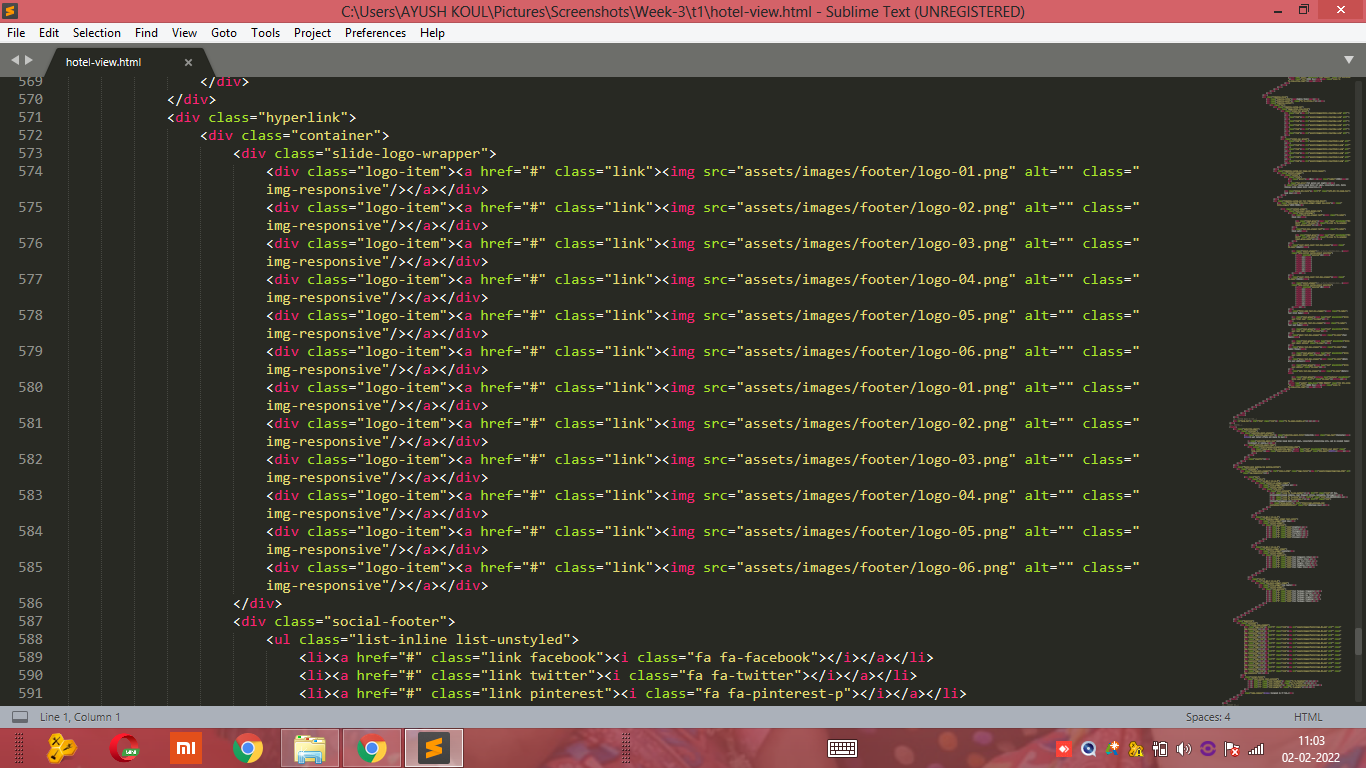 C:\Users\AYUSH KOUL\Pictures\Screenshots\Week-3\t1\hotel-view.html - Sublime Text (UNREGISTERED)
File Edit Selection Find View Goto Tools Project Preferences Help
hotel-view.html
569 </div>
570 </div>
571 <div class="hyperlink">
572 <div class="container">
573 <div class="slide-logo-wrapper">
574 <div class="logo-item"><a href="#" class="link"><img src="assets/images/footer/logo-01.png" alt="" class="
img-responsive"/></a></div>
575 <div class="logo-item"><a href="#" class="link"><img src="assets/images/footer/logo-02.png" alt="" class="
img-responsive"/></a></div>
576 <div class="logo-item"><a href="#" class="link"><img src="assets/images/footer/logo-03.png" alt="" class="
img-responsive"/></a></div>
577 <div class="logo-item"><a href="#" class="link"><img src="assets/images/footer/logo-04.png" alt="" class="
img-responsive"/></a></div>
578 <div class="logo-item"><a href="#" class="link"><img src="assets/images/footer/logo-05.png" alt="" class="
img-responsive"/></a></div>
579 <div class="logo-item"><a href="#" class="link"><img src="assets/images/footer/logo-06.png" alt="" class="
img-responsive"/></a></div>
580 <div class="logo-item"><a href="#" class="link"><img src="assets/images/footer/logo-01.png" alt="" class="
img-responsive"/></a></div>
581 <div class="logo-item"><a href="#" class="link"><img src="assets/images/footer/logo-02.png" alt="" class="
img-responsive"/></a></div>
582 <div class="logo-item"><a href="#" class="link"><img src="assets/images/footer/logo-03.png" alt="" class="
img-responsive"/></a></div>
583 <div class="logo-item"><a href="#" class="link"><img src="assets/images/footer/logo-04.png" alt="" class="
img-responsive"/></a></div>
584 <div class="logo-item"><a href="#" class="link"><img src="assets/images/footer/logo-05.png" alt="" class="
img-responsive"/></a></div>
585 <div class="logo-item"><a href="#" class="link"><img src="assets/images/footer/logo-06.png" alt="" class="
img-responsive"/></a></div>
586 </div>
587 <div class="social-footer">
588 <ul class="list-inline list-unstyled">
589 <li><a href="#" class="link facebook"><i class="fa fa-facebook"></i></a></li>
590 <li><a href="#" class="link twitter"><i class="fa fa-twitter"></i></a></li>
591 <li><a href="#" class="link pinterest"><i class="fa fa-pinterest-p"></i></a></li>
Line 1, Column 1 Spaces: 4 HTML
mi
11:03
02-02-2022